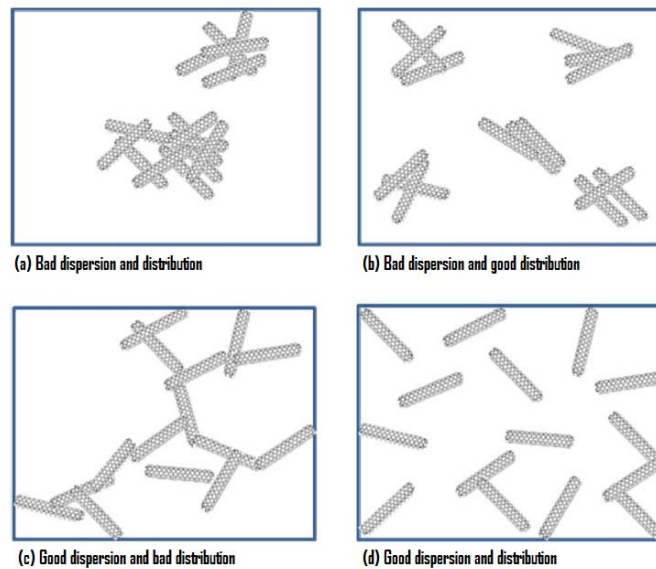 (a) Bad dispersion and distribution
(b) Bad dispersion and good distribution
(c) Good dispersion and bad distribution
(d) Good dispersion and distribution